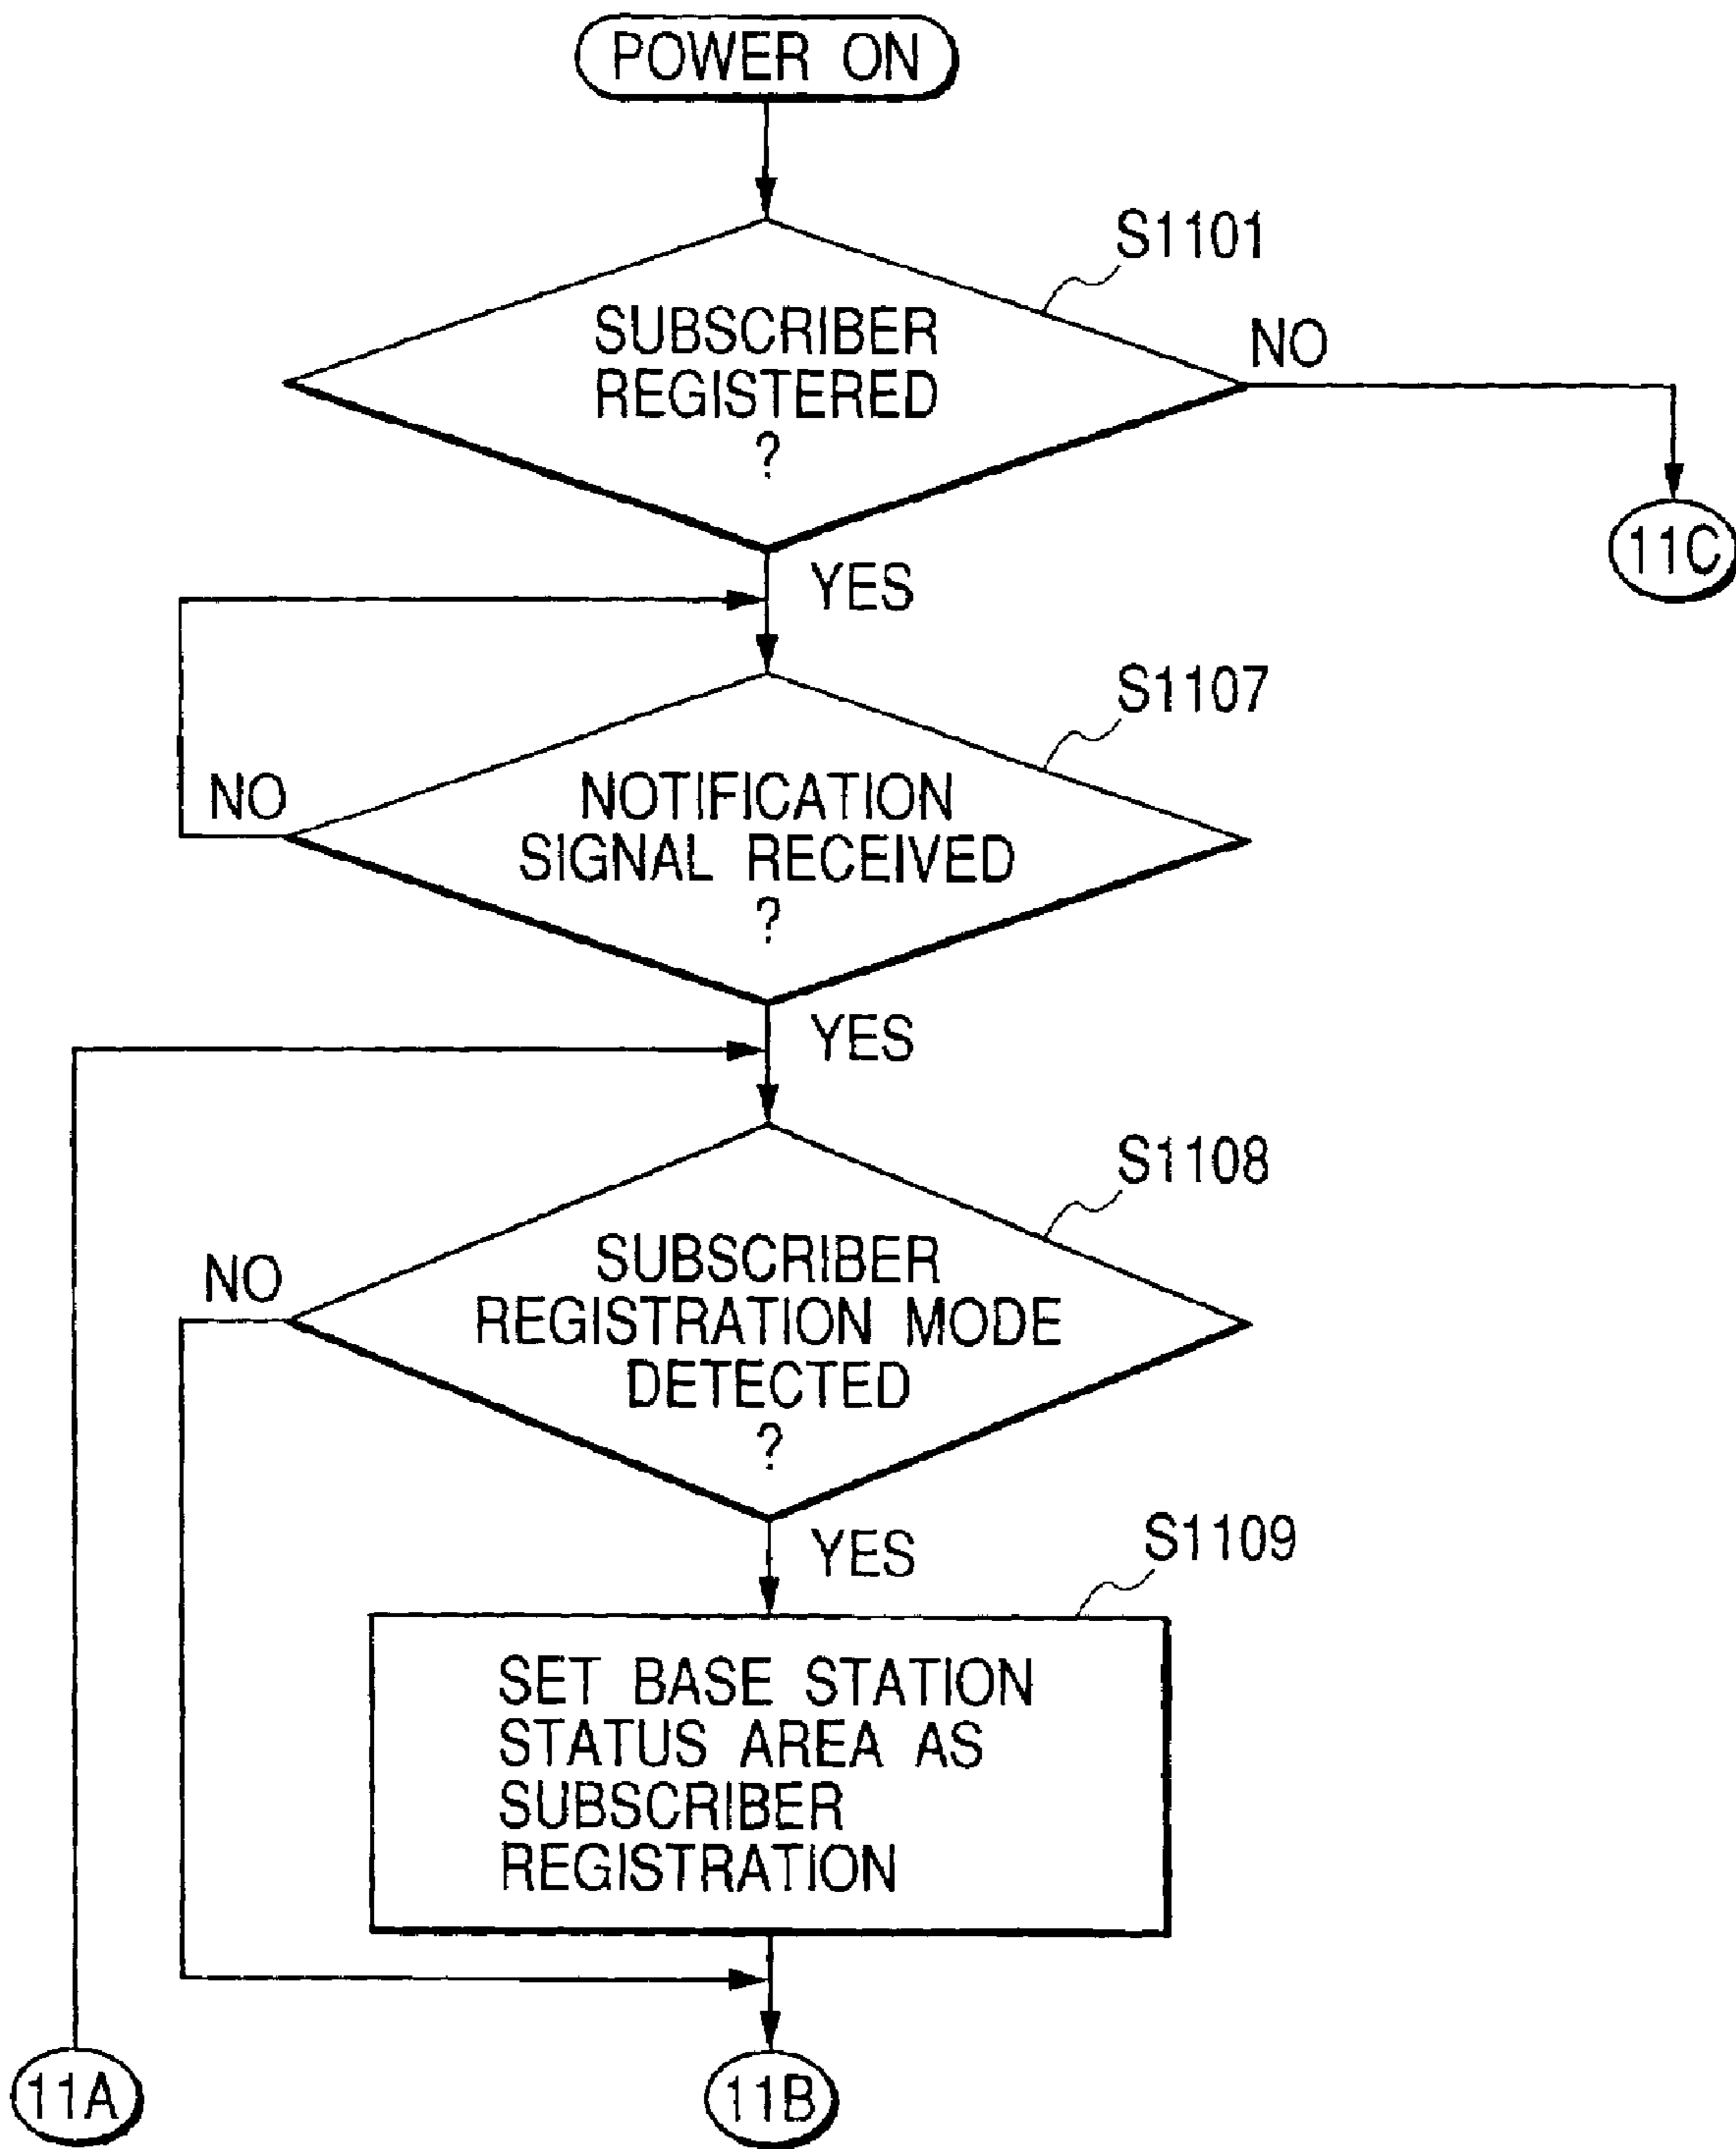 POWER ON
S1101
SUBSCRIBER
REGISTERED
?
NO
11C
YES
S1107
NOTIFICATION
SIGNAL RECEIVED
?
NO
YES
S1108
SUBSCRIBER
REGISTRATION MODE
DETECTED
?
NO
YES
S1109
SET BASE STATION
STATUS AREA AS
SUBSCRIBER
REGISTRATION
11A
11B